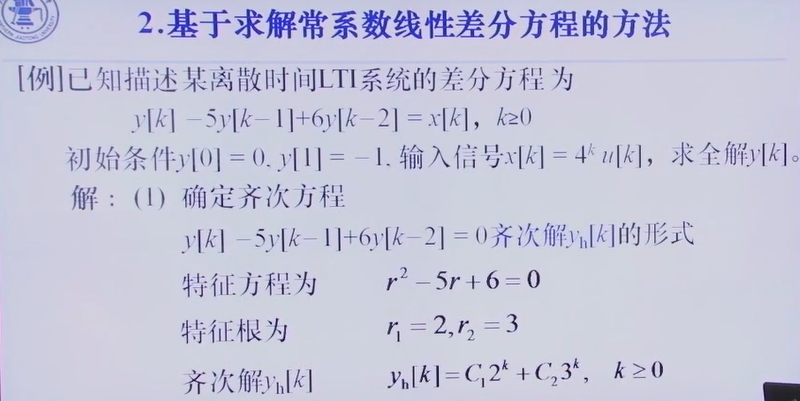 2.基于求解常系数线性差分方程的方法
[例]已知描述某离散时间LTI系统的差分方程为
y[k] −5y[k−1]+6y[k−2] = x[k], k≥0
初始条件y[0] = 0, y[1] = −1, 输入信号x[k] = 4ᵏ u[k], 求全解y[k]。
解: (1) 确定齐次方程
y[k] −5y[k−1]+6y[k−2] = 0齐次解yₕ[k]的形式
特征方程为 r² − 5r + 6 = 0
特征根为 r₁ = 2, r₂ = 3
齐次解yₕ[k] yₕ[k] = C₁2ᵏ + C₂3ᵏ, k ≥ 0